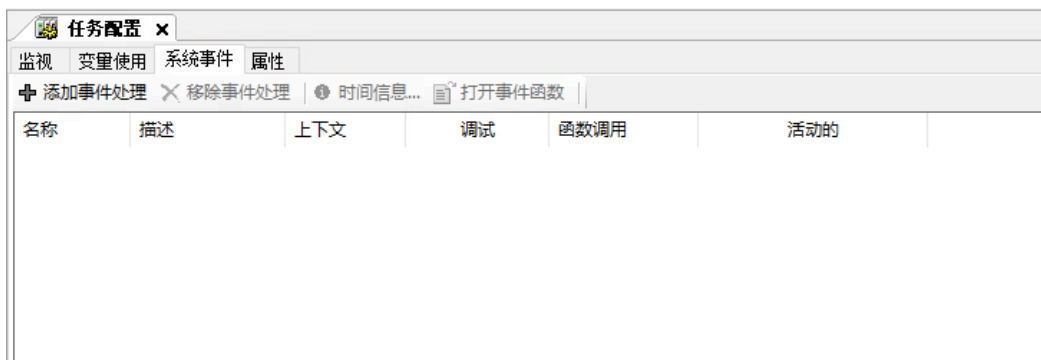 任务配置
监视 变量使用 系统事件 属性
添加事件处理 移除事件处理 时间信息... 打开事件函数
名称 描述 上下文 调试 函数调用 活动的